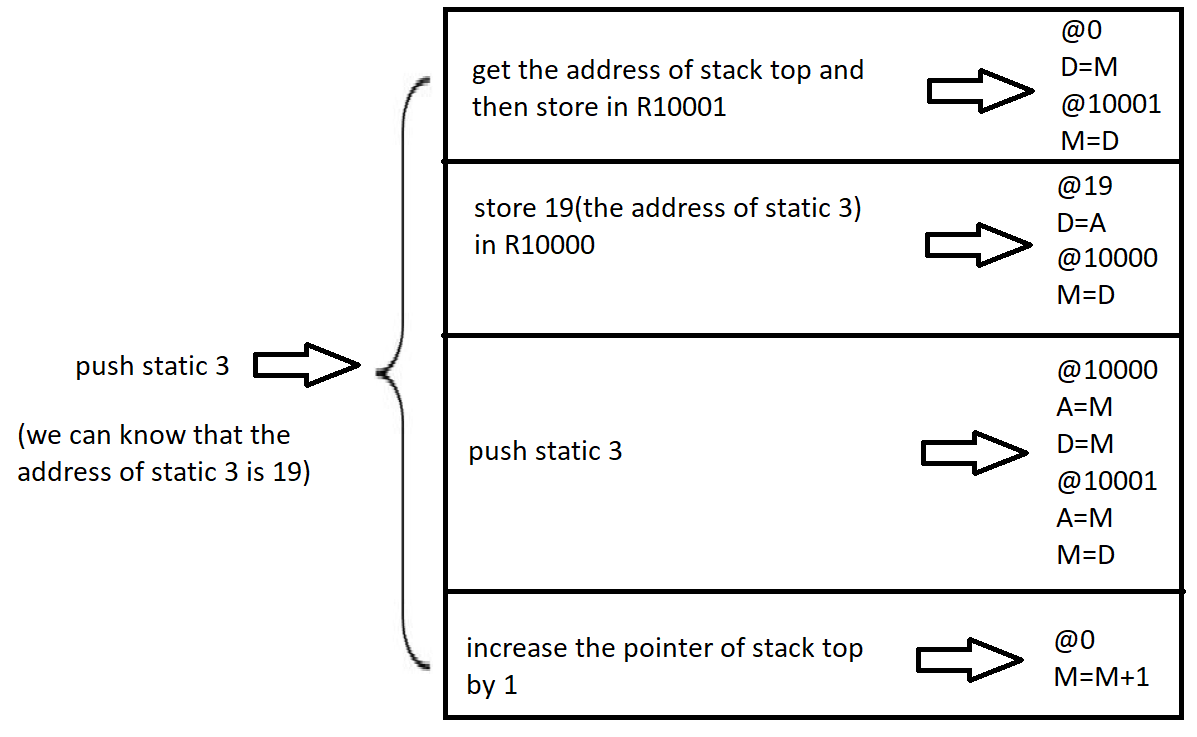 push static 3
(we can know that the
address of static 3 is 19)
get the address of stack top and
then store in R10001
@0
D=M
@10001
M=D
store 19(the address of static 3)
in R10000
@19
D=A
@10000
M=D
push static 3
@10000
A=M
D=M
@10001
A=M
M=D
increase the pointer of stack top
by 1
@0
M=M+1